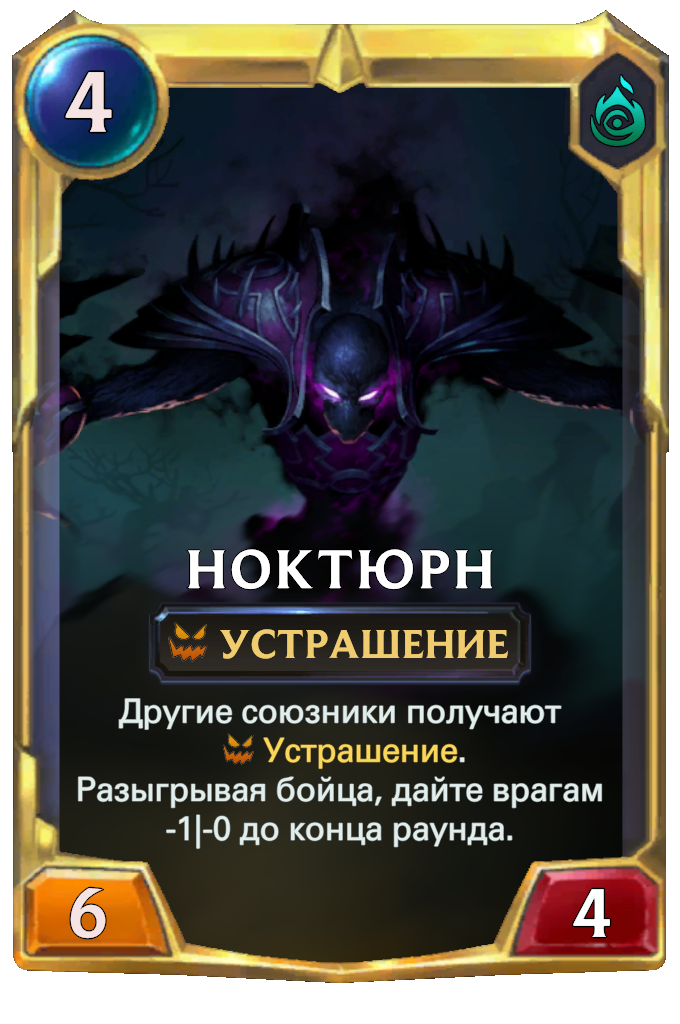 4
НОКТЮРН
УСТРАШЕНИЕ
Другие союзники получают
Устрашение.
Разыгрывая бойца, дайте врагам
-1|-0 до конца раунда.
6 4